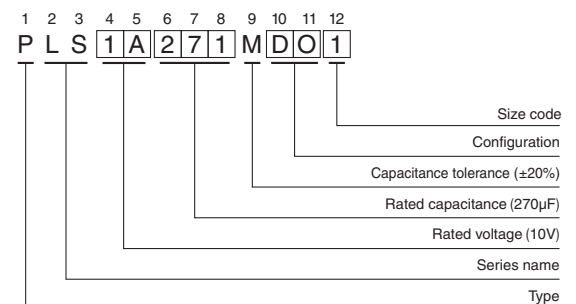 1 2 3 4 5 6 7 8 9 10 11 12
P L S 1 A 2 7 1 M D O 1
Size code
Configuration
Capacitance tolerance (±20%)
Rated capacitance (270µF)
Rated voltage (10V)
Series name
Type